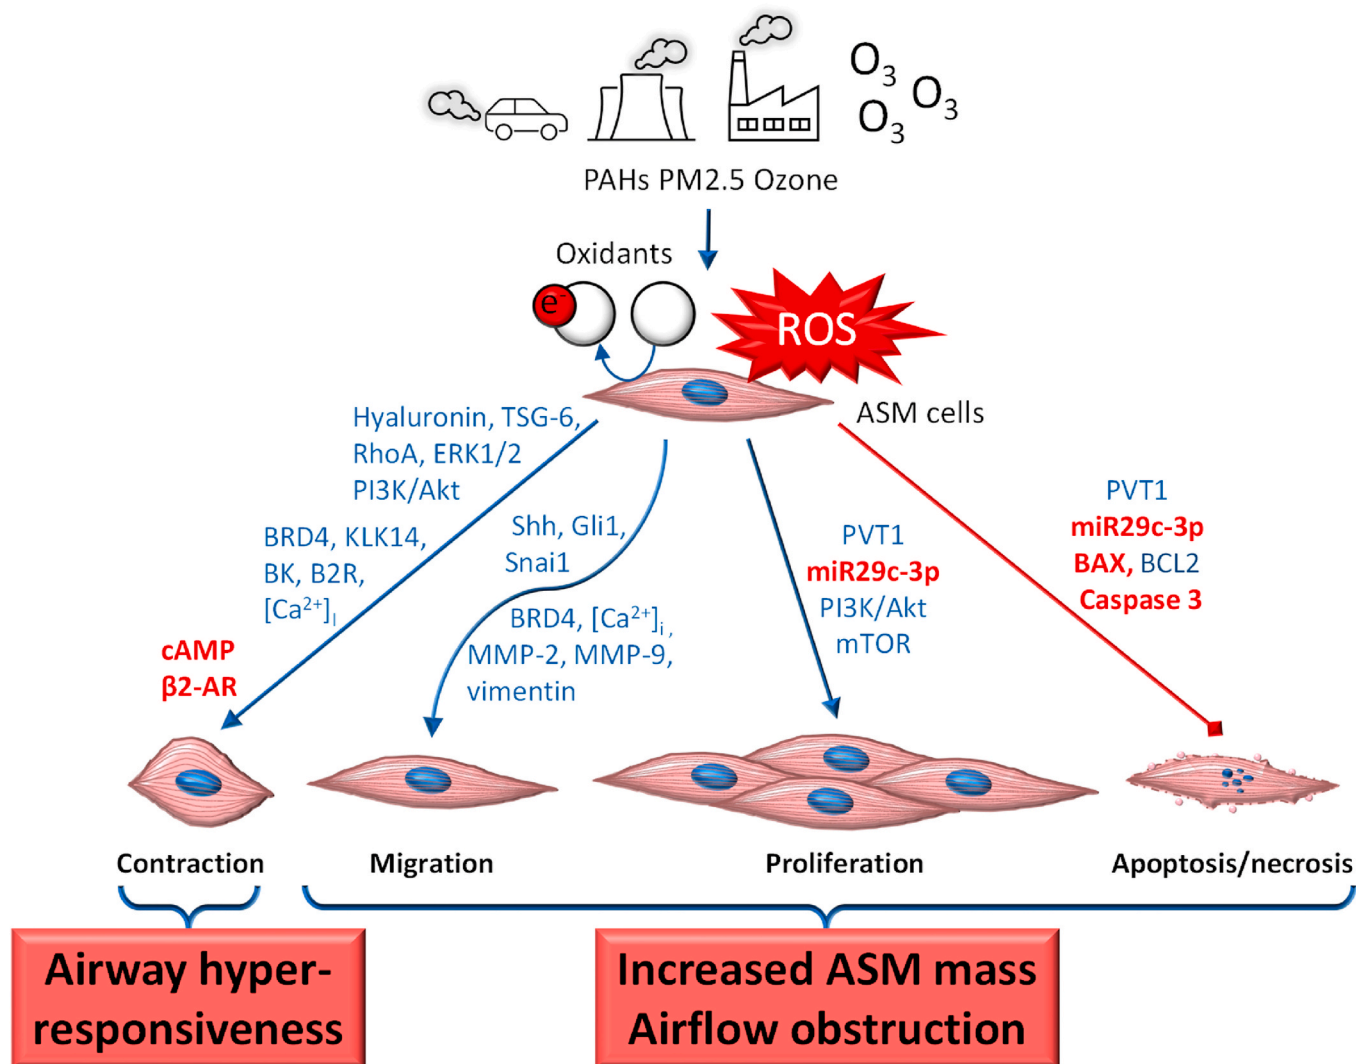 O₃
O₃
O₃
PAHs PM2.5 Ozone
Oxidants
e⁻
ROS
ASM cells
Hyaluronin, TSG-6,
RhoA, ERK1/2
PI3K/Akt
BRD4, KLK14,
BK, B2R,
[Ca²⁺]ₗ
cAMP
β2-AR
Shh, Gli1,
Snai1
BRD4, [Ca²⁺]ᵢ,
MMP-2, MMP-9,
vimentin
PVT1
miR29c-3p
PI3K/Akt
mTOR
PVT1
miR29c-3p
BAX, BCL2
Caspase 3
Contraction
Migration
Proliferation
Apoptosis/necrosis
Airway hyper-
responsiveness
Increased ASM mass
Airflow obstruction